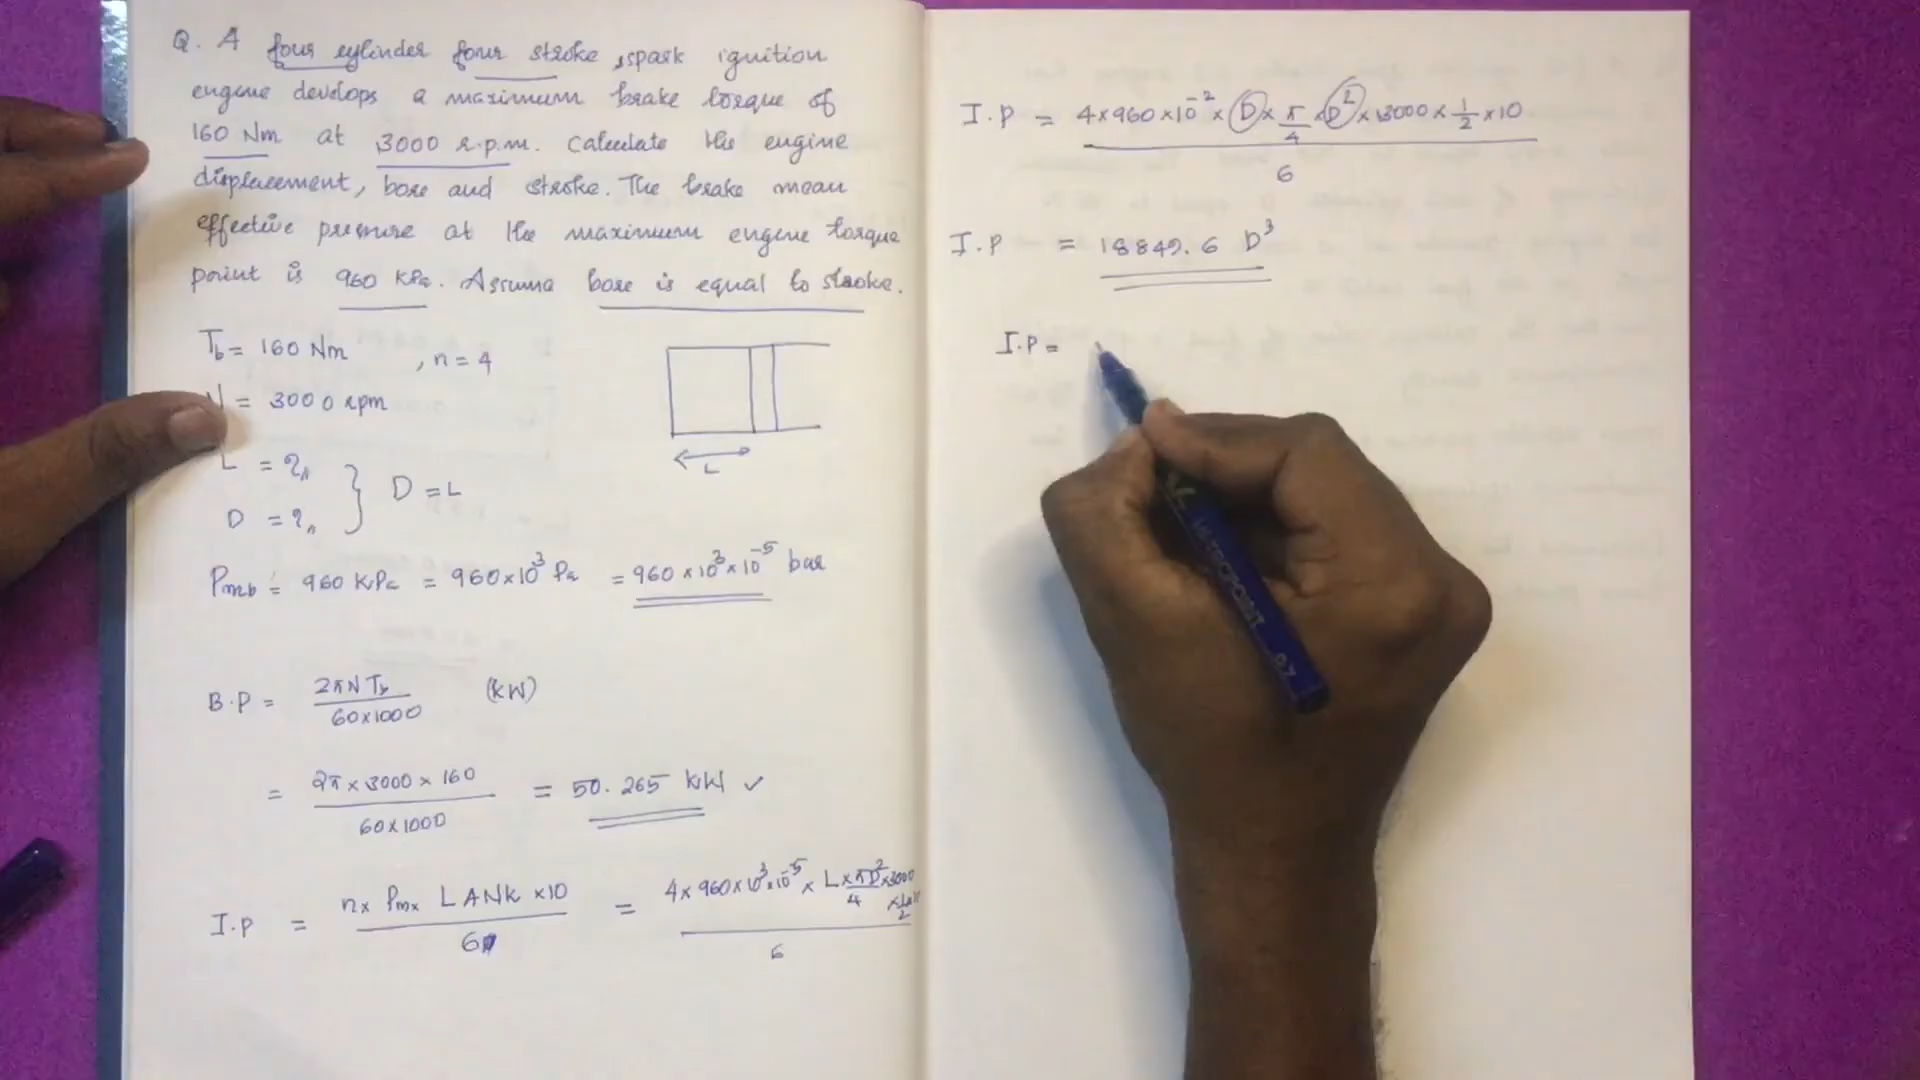 Q. A four cylinder four stroke, spark ignition
engine develops a maximum brake torque of
160 Nm at 3000 r.p.m. Calculate the engine
displacement, bore and stroke. The brake mean
effective pressure at the maximum engine torque
point is 960 KPa. Assume bore is equal to stroke.
Tb = 160 Nm , n = 4
N = 3000 rpm
L = ?
D = ? } D = L
L
Pmb = 960 KPa = 960×10³ Pa = 960×10³×10⁻⁵ bar
B.P = 2πNTb / 60×1000 (KW)
= 2π×3000×160 / 60×1000 = 50.265 KW ✓
I.P = n× Pm× LANK ×10 / 6 = 4×960×10³×10⁻⁵× L×πD²/4×3000 ×1/2×10 / 6
I.P = 4×960×10⁻²×D×π/4×D²×3000×1/2×10 / 6
I.P = 18849.6 D³
I.P =
0.7